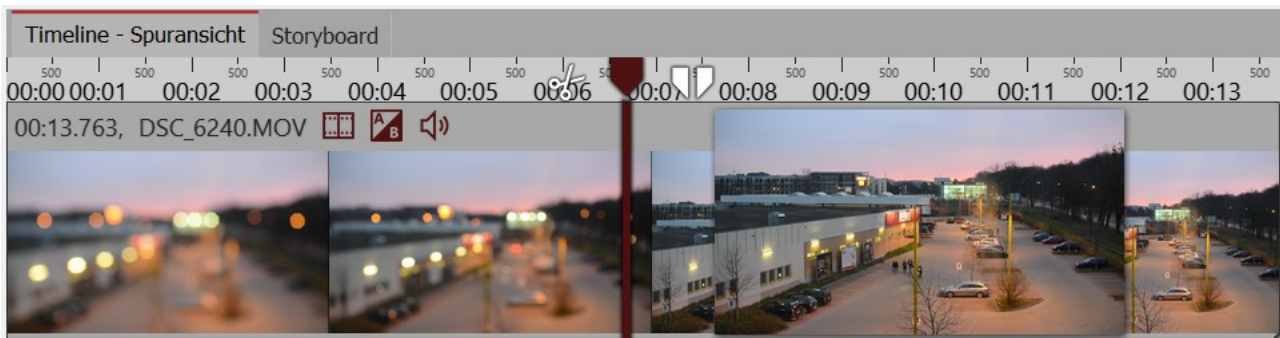 Timeline - Spuransicht Storyboard
500 500 500 500 500 500 500 500 500 500 500 500
00:00 00:01 00:02 00:03 00:04 00:05 00:06 00:07 00:08 00:09 00:10 00:11 00:12 00:13
00:13.763, DSC_6240.MOV A B